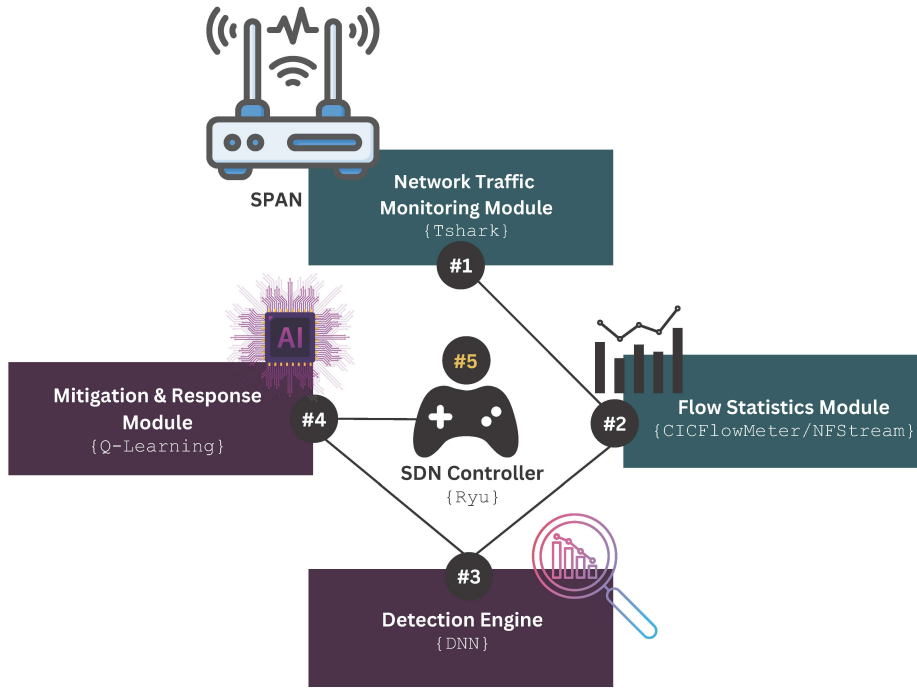 SPAN
Network Traffic
Monitoring Module
{Tshark}
#1
AI
#5
Mitigation & Response
Module
{Q-Learning}
#4
#2
Flow Statistics Module
{CICFlowMeter/NFStream}
SDN Controller
{Ryu}
#3
Detection Engine
{DNN}